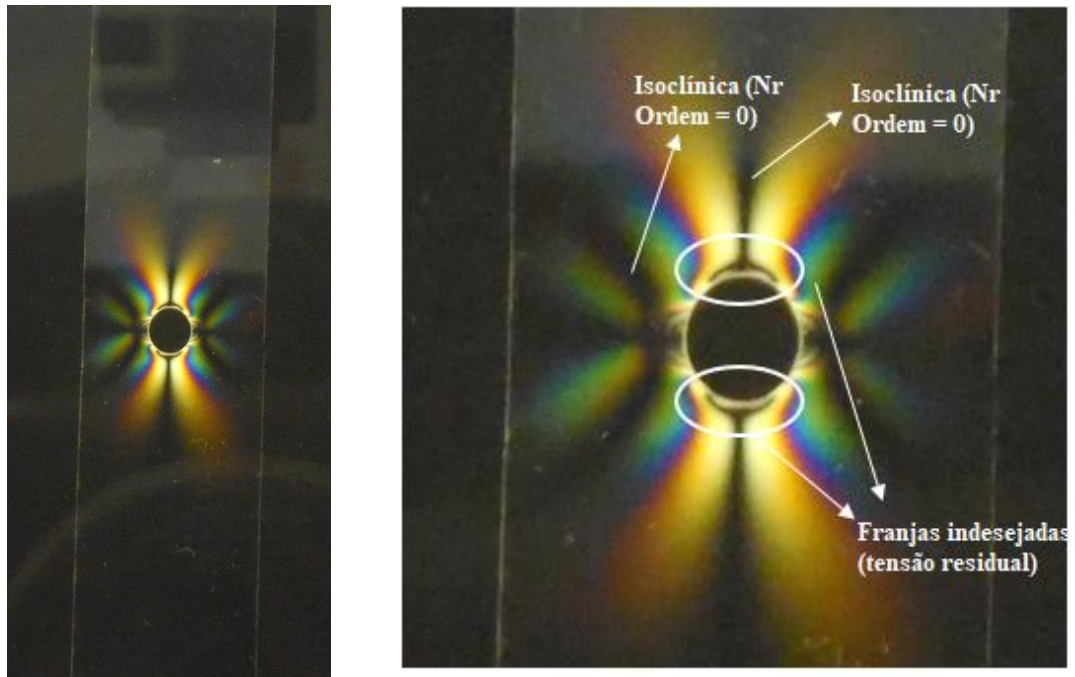 Isoclínica (Nr
Ordem = 0)
Isoclínica (Nr
Ordem = 0)
Franjas indesejadas
(tensão residual)